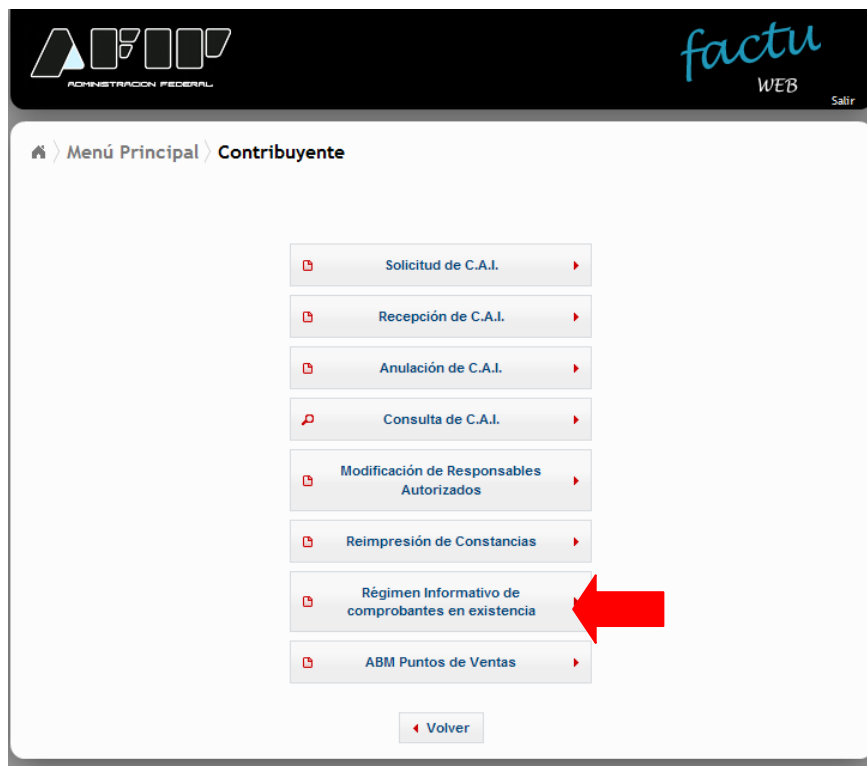 AFIP
ADMINISTRACION FEDERAL
factu
WEB
Salir
Menú Principal Contribuyente
Solicitud de C.A.I.
Recepción de C.A.I.
Anulación de C.A.I.
Consulta de C.A.I.
Modificación de Responsables
Autorizados
Reimpresión de Constancias
Régimen Informativo de
comprobantes en existencia
ABM Puntos de Ventas
Volver